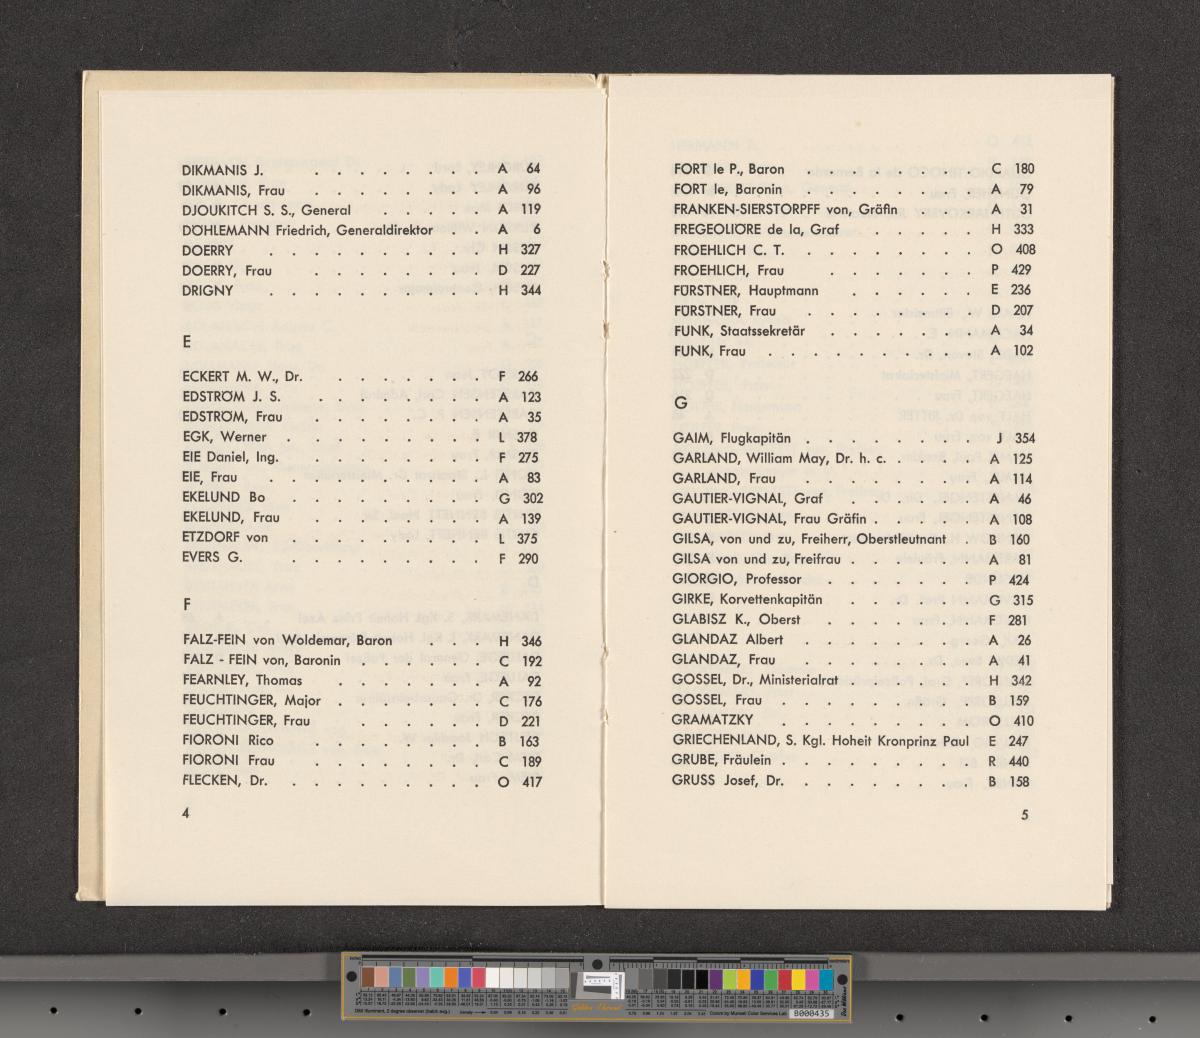 DIKMANIS J. . . . . . . . A 64
DIKMANIS, Frau . . . . . . . A 96
DJOUKITCH S. S., General . . . . . A 119
DÖHLEMANN Friedrich, Generaldirektor . . A 6
DOERRY . . . . . . . . . H 327
DOERRY, Frau . . . . . . . D 227
DRIGNY . . . . . . . . . H 344
E
ECKERT M. W., Dr. . . . . . . F 266
EDSTRÖM J. S. . . . . . . . A 123
EDSTRÖM, Frau . . . . . . . A 35
EGK, Werner . . . . . . . . L 378
EIE Daniel, Ing. . . . . . . . F 275
EIE, Frau . . . . . . . . . A 83
EKELUND Bo . . . . . . . . G 302
EKELUND, Frau . . . . . . . A 139
ETZDORF von . . . . . . . . L 375
EVERS G. . . . . . . . . . F 290
F
FALZ-FEIN von Woldemar, Baron . . . H 346
FALZ - FEIN von, Baronin . . . . . C 192
FEARNLEY, Thomas . . . . . . A 92
FEUCHTINGER, Major . . . . . . C 176
FEUCHTINGER, Frau . . . . . . D 221
FIORONI Rico . . . . . . . B 163
FIORONI Frau . . . . . . . C 189
FLECKEN, Dr. . . . . . . . . O 417
4
FORT le P., Baron . . . . . . . C 180
FORT le, Baronin . . . . . . . A 79
FRANKEN-SIERSTORPFF von, Gräfin . . . A 31
FREGEOLIÖRE de la, Graf . . . . . H 333
FROEHLICH C. T. . . . . . . . O 408
FROEHLICH, Frau . . . . . . . P 429
FÜRSTNER, Hauptmann . . . . . . E 236
FÜRSTNER, Frau . . . . . . . D 207
FUNK, Staatssekretär . . . . . . A 34
FUNK, Frau . . . . . . . . A 102
G
GAIM, Flugkapitän . . . . . . . J 354
GARLAND, William May, Dr. h. c. . . . . A 125
GARLAND, Frau . . . . . . . A 114
GAUTIER-VIGNAL, Graf . . . . . . A 46
GAUTIER-VIGNAL, Frau Gräfin . . . . . A 108
GILSA, von und zu, Freiherr, Oberstleutnant . B 160
GILSA von und zu, Freifrau . . . . . A 81
GIORGIO, Professor . . . . . . P 424
GIRKE, Korvettenkapitän . . . . . G 315
GLABISZ K., Oberst . . . . . . F 281
GLANDAZ Albert . . . . . . . A 26
GLANDAZ, Frau . . . . . . . A 41
GOSSEL, Dr., Ministerialrat . . . . . H 342
GOSSEL, Frau . . . . . . . B 159
GRAMATZKY . . . . . . . . O 410
GRIECHENLAND, S. Kgl. Hoheit Kronprinz Paul E 247
GRUBE, Fräulein . . . . . . . . R 440
GRUSS Josef, Dr. . . . . . . . B 158
5
B000435